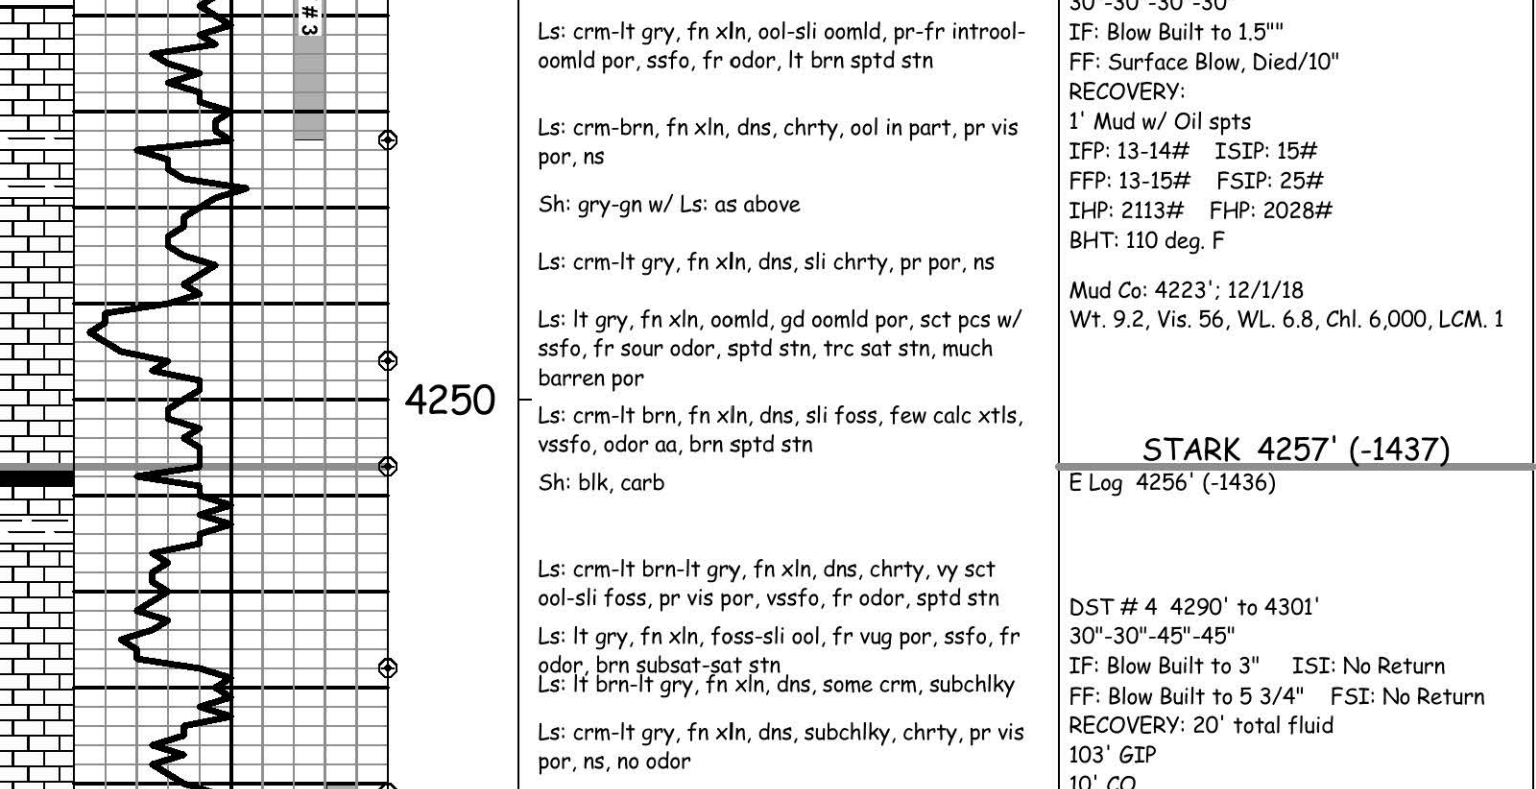 # 3
Ls: crm-lt gry, fn xln, ool-sli oomld, pr-fr introol-
oomld por, ssfo, fr odor, lt brn sptd stn
Ls: crm-brn, fn xln, dns, chrty, ool in part, pr vis
por, ns
Sh: gry-gn w/ Ls: as above
Ls: crm-lt gry, fn xln, dns, sli chrty, pr por, ns
Ls: lt gry, fn xln, oomld, gd oomld por, sct pcs w/
ssfo, fr sour odor, sptd stn, trc sat stn, much
barren por
4250
Ls: crm-lt brn, fn xln, dns, sli foss, few calc xtls,
vssfo, odor aa, brn sptd stn
Sh: blk, carb
Ls: crm-lt brn-lt gry, fn xln, dns, chrty, vy sct
ool-sli foss, pr vis por, vssfo, fr odor, sptd stn
Ls: lt gry, fn xln, foss-sli ool, fr vug por, ssfo, fr
odor, brn subsat-sat stn
Ls: lt brn-lt gry, fn xln, dns, some crm, subchlky
Ls: crm-lt gry, fn xln, dns, subchlky, chrty, pr vis
por, ns, no odor
30"-30"-30"-30"
IF: Blow Built to 1.5""
FF: Surface Blow, Died/10"
RECOVERY:
1' Mud w/ Oil spts
IFP: 13-14# ISIP: 15#
FFP: 13-15# FSIP: 25#
IHP: 2113# FHP: 2028#
BHT: 110 deg. F
Mud Co: 4223'; 12/1/18
Wt. 9.2, Vis. 56, WL. 6.8, Chl. 6,000, LCM. 1
STARK 4257' (-1437)
E Log 4256' (-1436)
DST # 4 4290' to 4301'
30"-30"-45"-45"
IF: Blow Built to 3" ISI: No Return
FF: Blow Built to 5 3/4" FSI: No Return
RECOVERY: 20' total fluid
103' GIP
10' CO